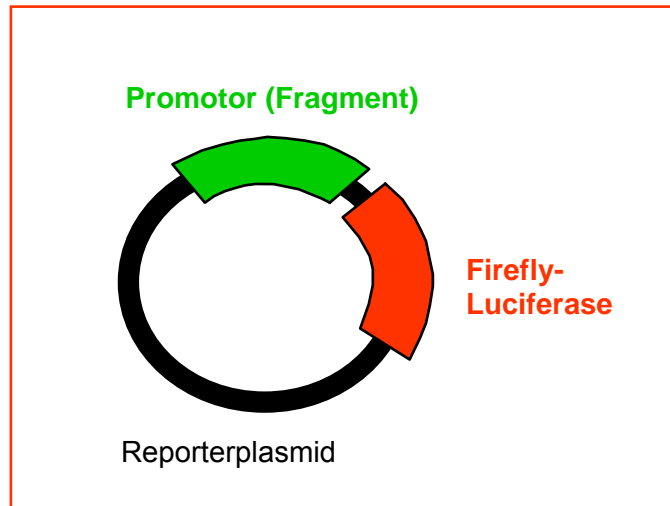 Promotor (Fragment)
Firefly-
Luciferase
Reporterplasmid